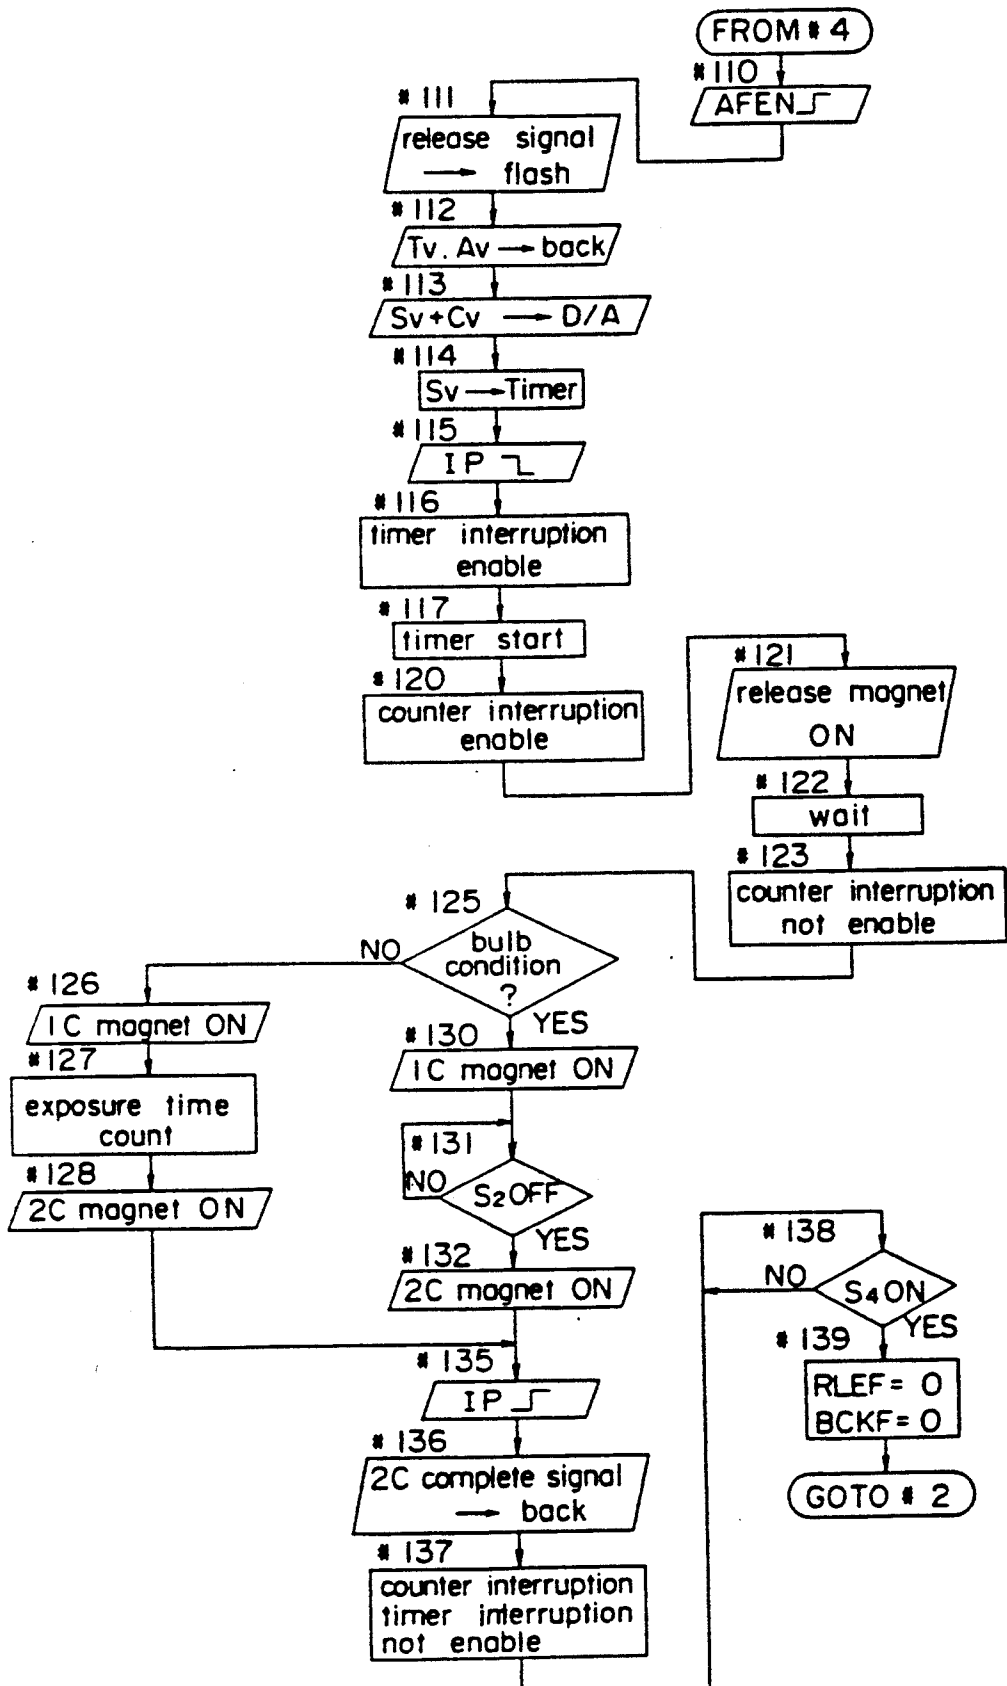 FROM # 4
# 110
AFEN
# 111
release signal
→ flash
# 112
Tv. Av → back
# 113
Sv+Cv → D/A
# 114
Sv → Timer
# 115
IP
# 116
timer interruption
enable
# 117
timer start
# 120
counter interruption
enable
# 121
release magnet
ON
# 122
wait
# 123
counter interruption
not enable
# 125
bulb
condition
?
NO
YES
# 126
1C magnet ON
# 127
exposure time
count
# 128
2C magnet ON
# 130
1C magnet ON
# 131
NO
S2OFF
YES
# 132
2C magnet ON
# 135
IP
# 136
2C complete signal
→ back
# 137
counter interruption
timer interruption
not enable
# 138
NO
S4ON
YES
# 139
RLEF = 0
BCKF = 0
GOTO # 2